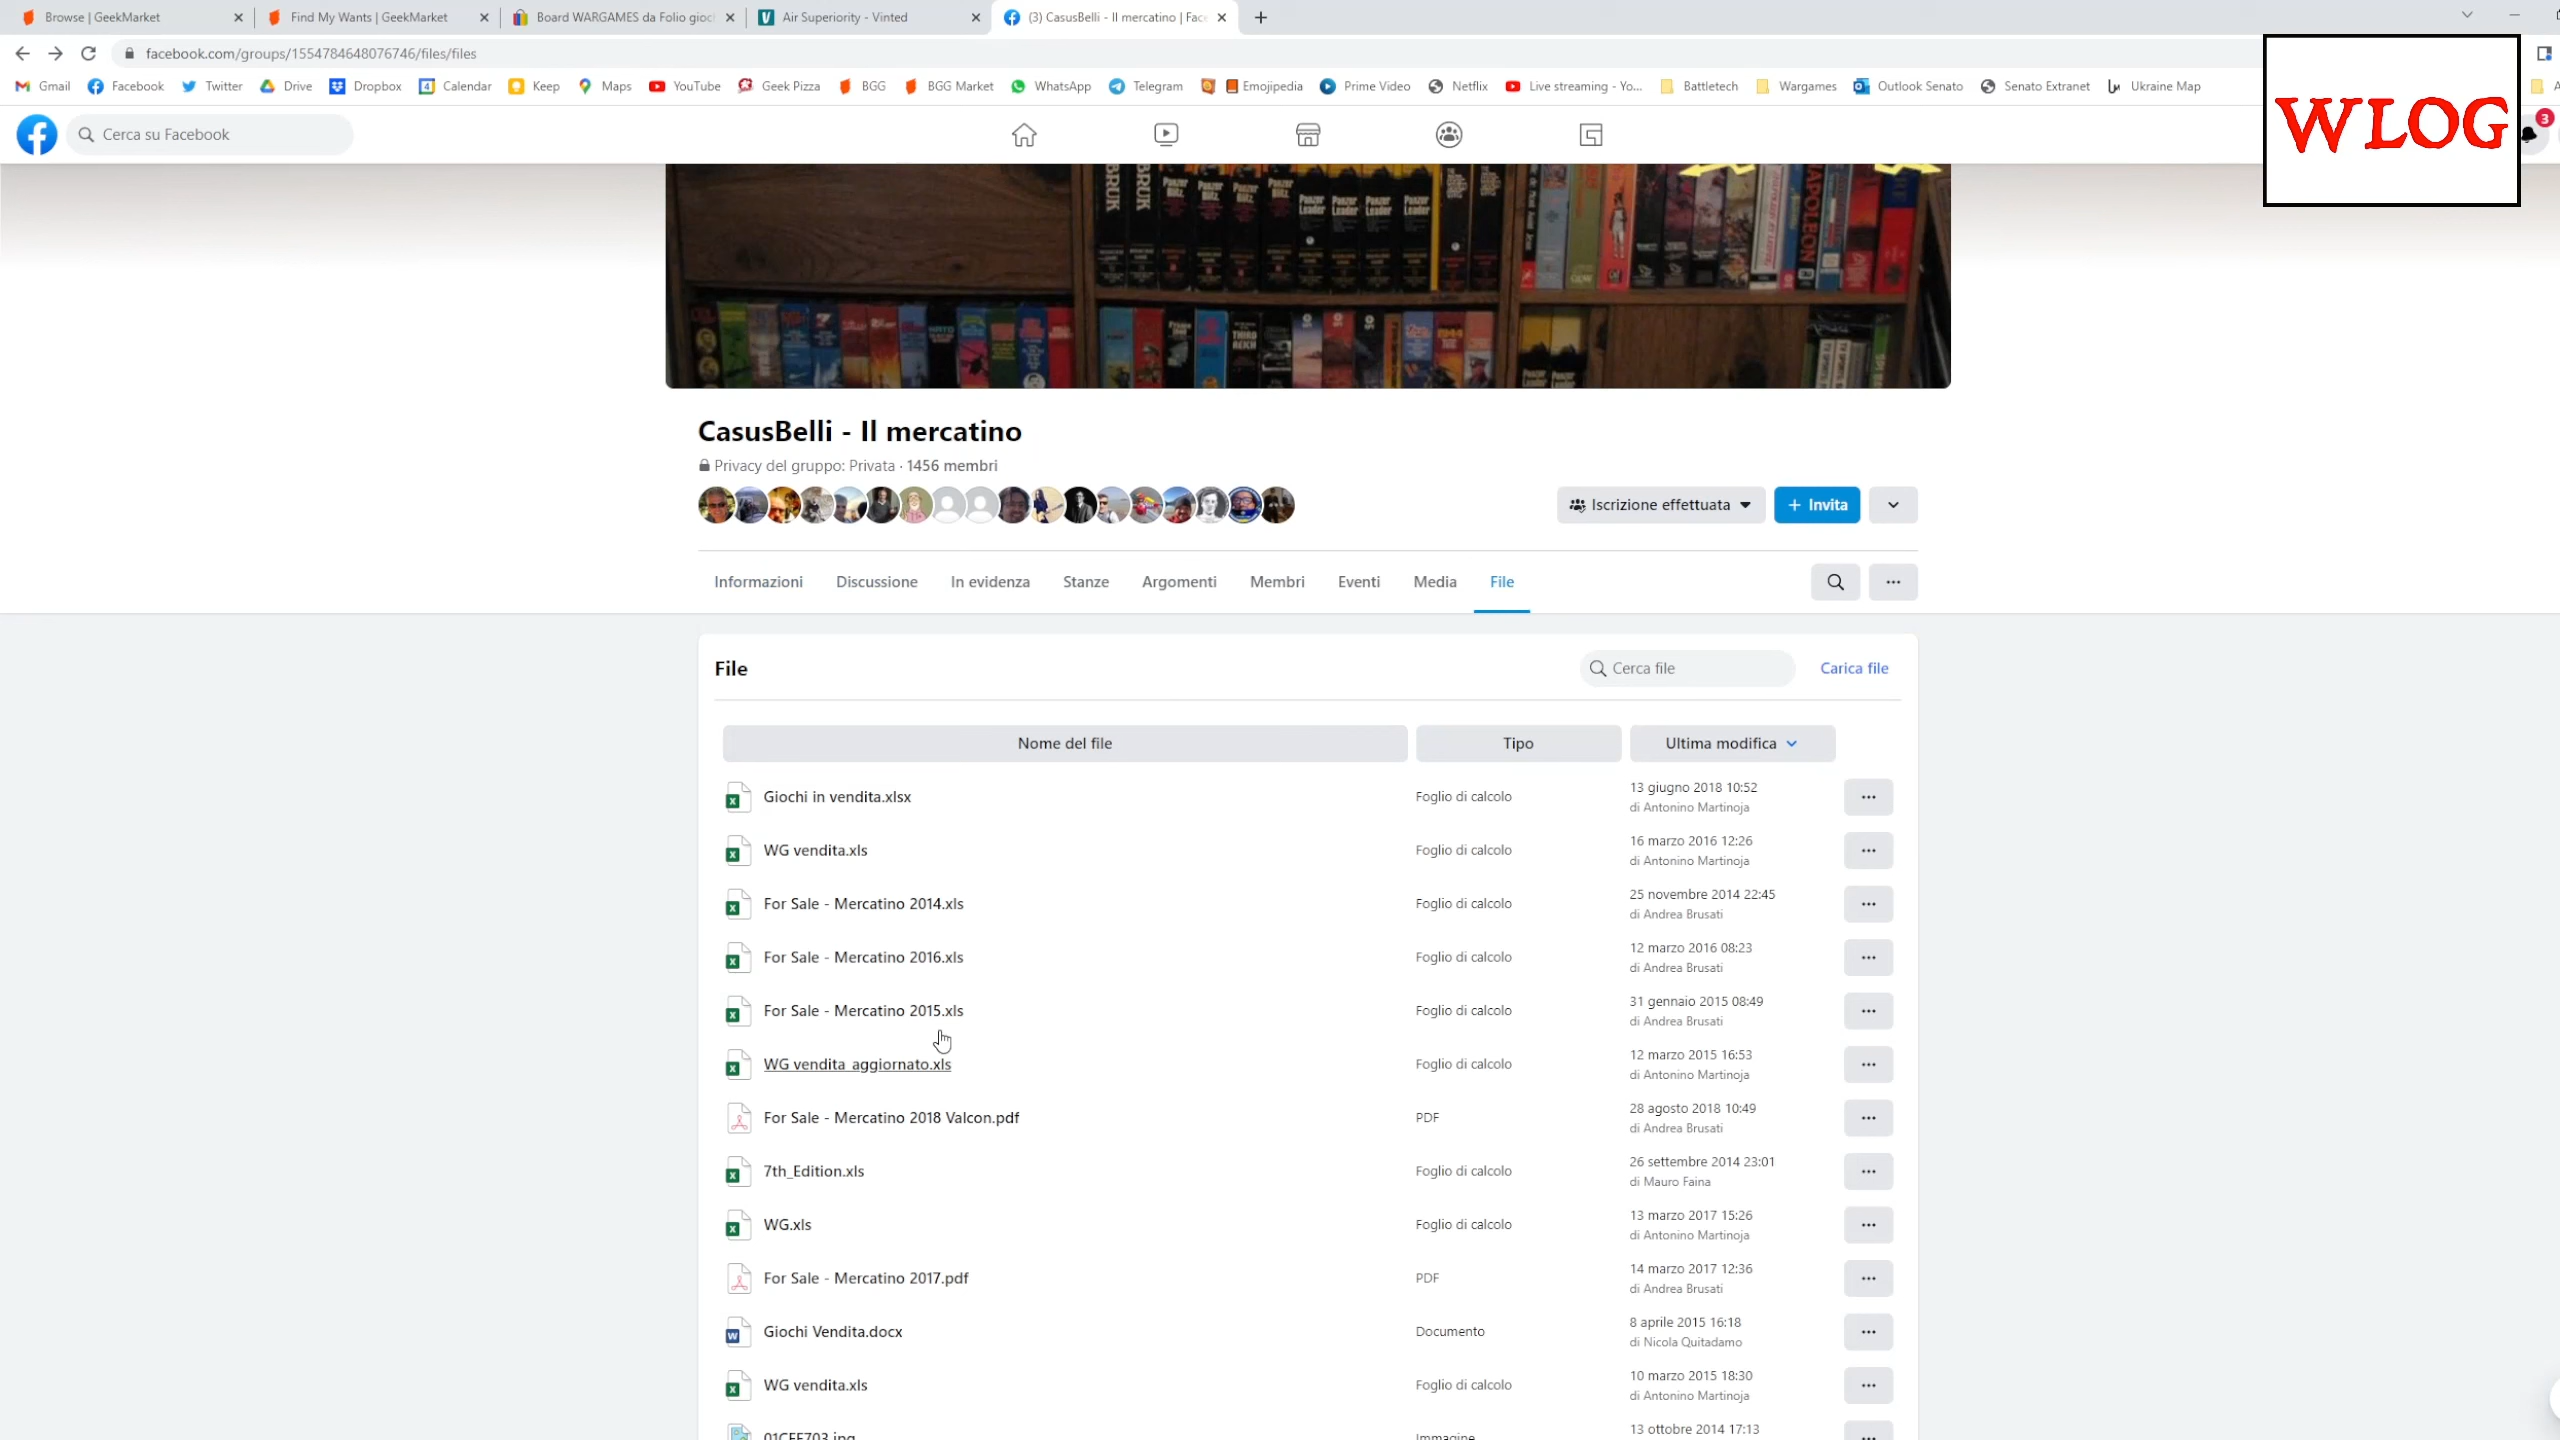 Browse | GeekMarket
Find My Wants | GeekMarket
Board WARGAMES da Folio gioc
Air Superiority - Vinted
(3) CasusBelli - Il mercatino | Face
facebook.com/groups/1554784648076746/files/files
Gmail Facebook Twitter Drive Dropbox Calendar Keep Maps YouTube Geek Pizza BGG BGG Market WhatsApp Telegram Emojipedia Prime Video Netflix Live streaming - Yo... Battletech Wargames Outlook Senato Senato Extranet Ukraine Map
WLOG
Cerca su Facebook
3
CasusBelli - Il mercatino
Privacy del gruppo: Privata · 1456 membri
Iscrizione effettuata
+ Invita
Informazioni Discussione In evidenza Stanze Argomenti Membri Eventi Media File
File
Cerca file
Carica file
Nome del file Tipo Ultima modifica
Giochi in vendita.xlsx Foglio di calcolo 13 giugno 2018 10:52
di Antonino Martinoja
WG vendita.xls Foglio di calcolo 16 marzo 2016 12:26
di Antonino Martinoja
For Sale - Mercatino 2014.xls Foglio di calcolo 25 novembre 2014 22:45
di Andrea Brusati
For Sale - Mercatino 2016.xls Foglio di calcolo 12 marzo 2016 08:23
di Andrea Brusati
For Sale - Mercatino 2015.xls Foglio di calcolo 31 gennaio 2015 08:49
di Andrea Brusati
WG vendita_aggiornato.xls Foglio di calcolo 12 marzo 2015 16:53
di Antonino Martinoja
For Sale - Mercatino 2018 Valcon.pdf PDF 28 agosto 2018 10:49
di Andrea Brusati
7th_Edition.xls Foglio di calcolo 26 settembre 2014 23:01
di Mauro Faina
WG.xls Foglio di calcolo 13 marzo 2017 15:26
di Antonino Martinoja
For Sale - Mercatino 2017.pdf PDF 14 marzo 2017 12:36
di Andrea Brusati
Giochi Vendita.docx Documento 8 aprile 2015 16:18
di Nicola Quitadamo
WG vendita.xls Foglio di calcolo 10 marzo 2015 18:30
di Antonino Martinoja
Immagine 13 ottobre 2014 17:13